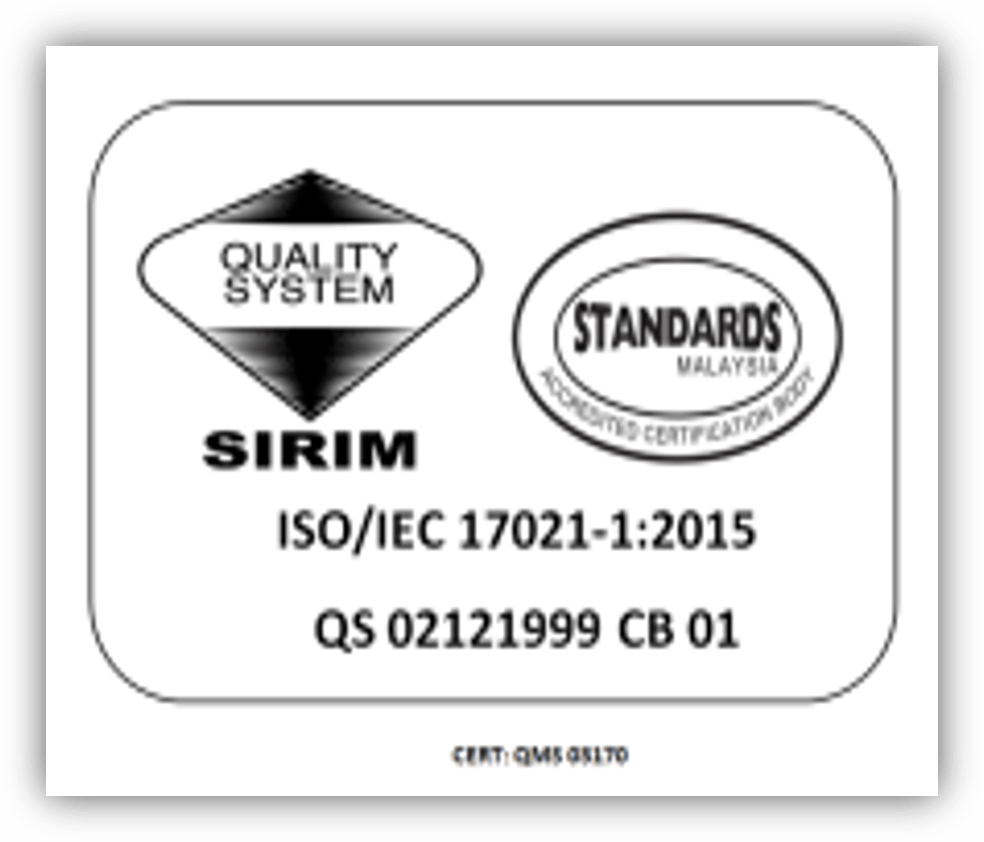 QUALITY
SYSTEM
SIRIM
STANDARDS
MALAYSIA
ACCREDITED CERTIFICATION BODY
ISO/IEC 17021-1:2015
QS 02121999 CB 01
CERT: QMS